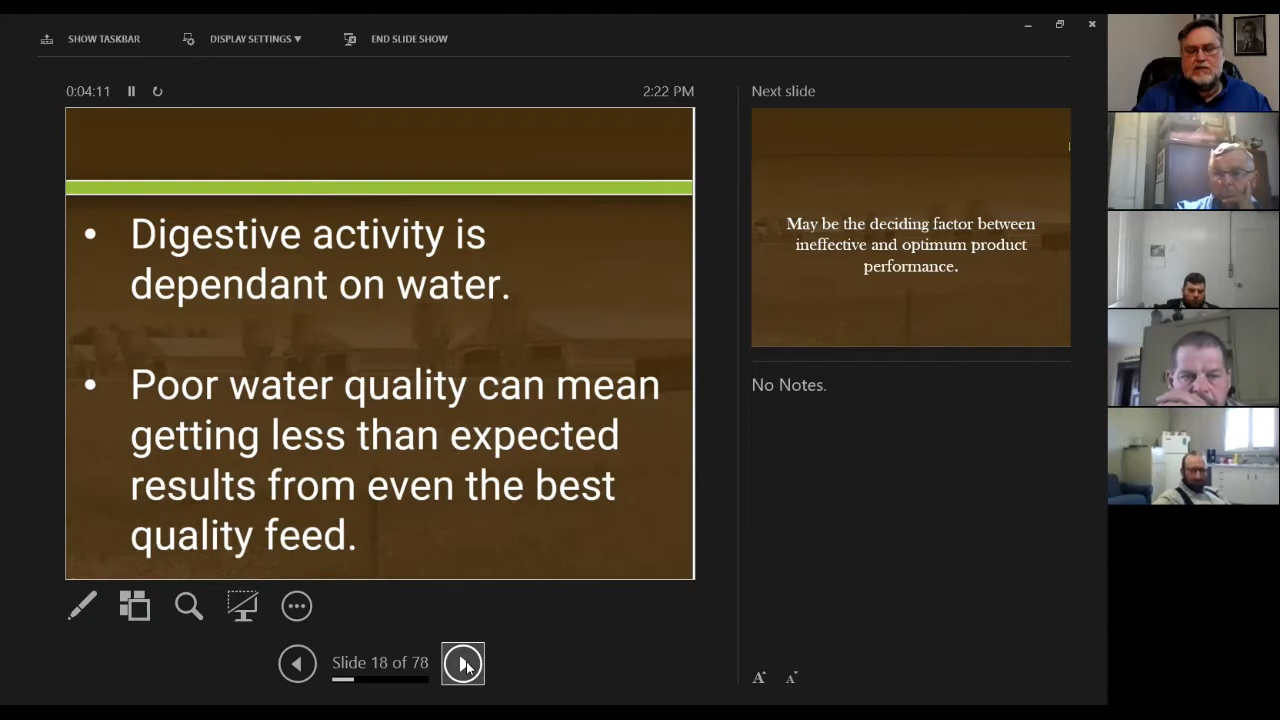 SHOW TASKBAR
DISPLAY SETTINGS ▼
END SLIDE SHOW
0:04:11
2:22 PM
• Digestive activity is
dependant on water.
• Poor water quality can mean
getting less than expected
results from even the best
quality feed.
Slide 18 of 78
Next slide
May be the deciding factor between
ineffective and optimum product
performance.
No Notes.
A
A